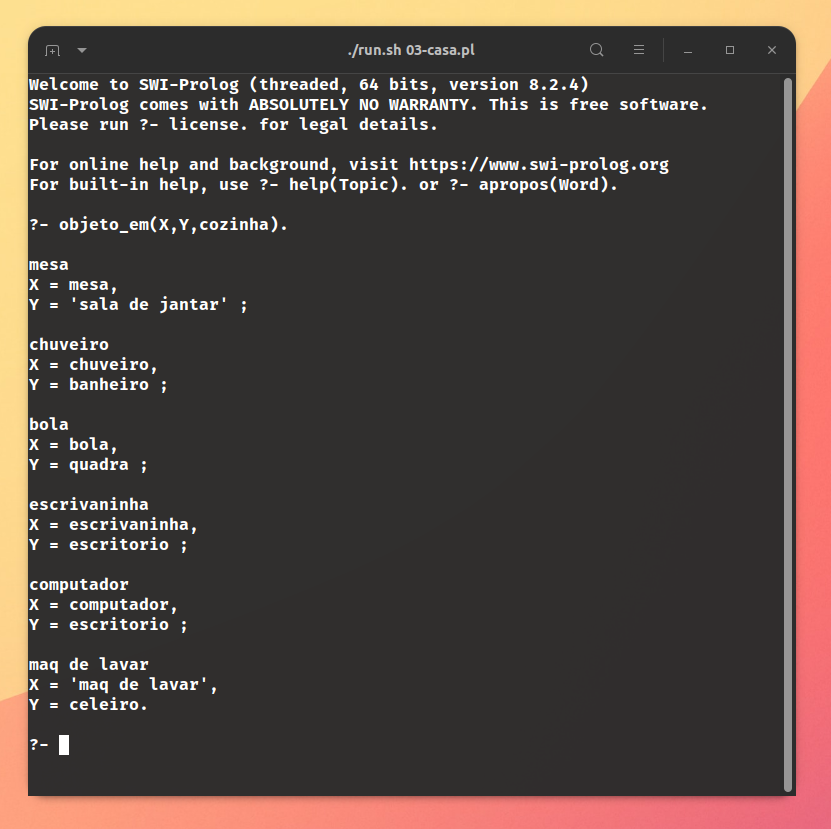 ./run.sh 03-casa.pl
Welcome to SWI-Prolog (threaded, 64 bits, version 8.2.4)
SWI-Prolog comes with ABSOLUTELY NO WARRANTY. This is free software.
Please run ?- license. for legal details.
For online help and background, visit https://www.swi-prolog.org
For built-in help, use ?- help(Topic). or ?- apropos(Word).
?- objeto_em(X,Y,cozinha).
mesa
X = mesa,
Y = 'sala de jantar' ;
chuveiro
X = chuveiro,
Y = banheiro ;
bola
X = bola,
Y = quadra ;
escrivaninha
X = escrivaninha,
Y = escritorio ;
computador
X = computador,
Y = escritorio ;
maq de lavar
X = 'maq de lavar',
Y = celeiro.
?-